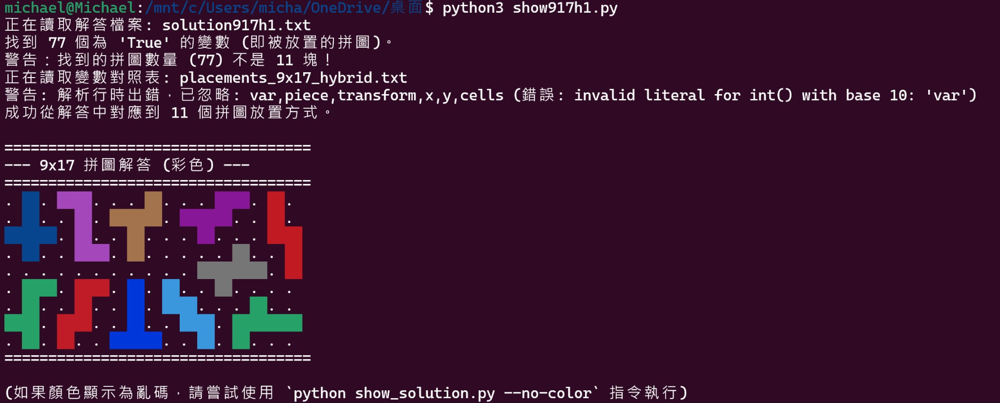 michael@Michael:/mnt/c/Users/micha/OneDrive/桌面$ python3 show917h1.py
正在讀取解答檔案: solution917h1.txt
找到 77 個為 'True' 的變數 (即被放置的拼圖)。
警告：找到的拼圖數量 (77) 不是 11 塊！
正在讀取變數對照表: placements_9x17_hybrid.txt
警告: 解析行時出錯，已忽略: var,piece,transform,x,y,cells (錯誤: invalid literal for int() with base 10: 'var')
成功從解答中對應到 11 個拼圖放置方式。
===================================
--- 9x17 拼圖解答 (彩色) ---
===================================
. . . . . . . . . .
. . . . . . .
. . . . . . . . .
. . . . . . . . . . . .
. . . . . . . . . . . .
. . . . . . . . . .
. . . . . . . . . .
. . . . . .
. . . . . . . . .
===================================
(如果顏色顯示為亂碼，請嘗試使用 `python show_solution.py --no-color` 指令執行)